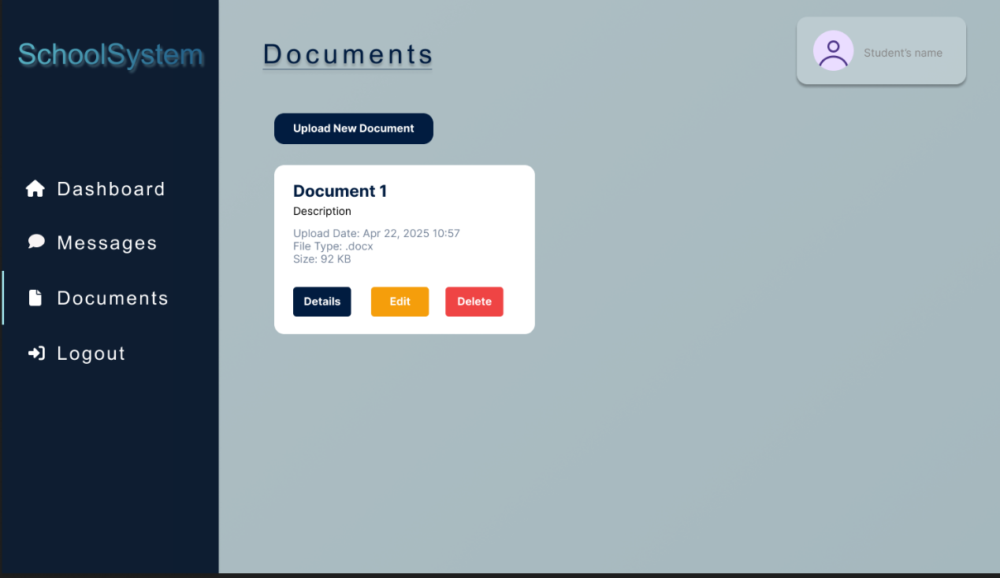 SchoolSystem
Dashboard
Messages
Documents
Logout
Documents
Student’s name
Upload New Document
Document 1
Description
Upload Date: Apr 22, 2025 10:57
File Type: .docx
Size: 92 KB
Details
Edit
Delete